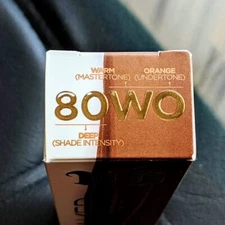 WARM ORANGE
(MASTERTONE) (UNDERTONE)
80WO
DEEP
(SHADE INTENSITY)